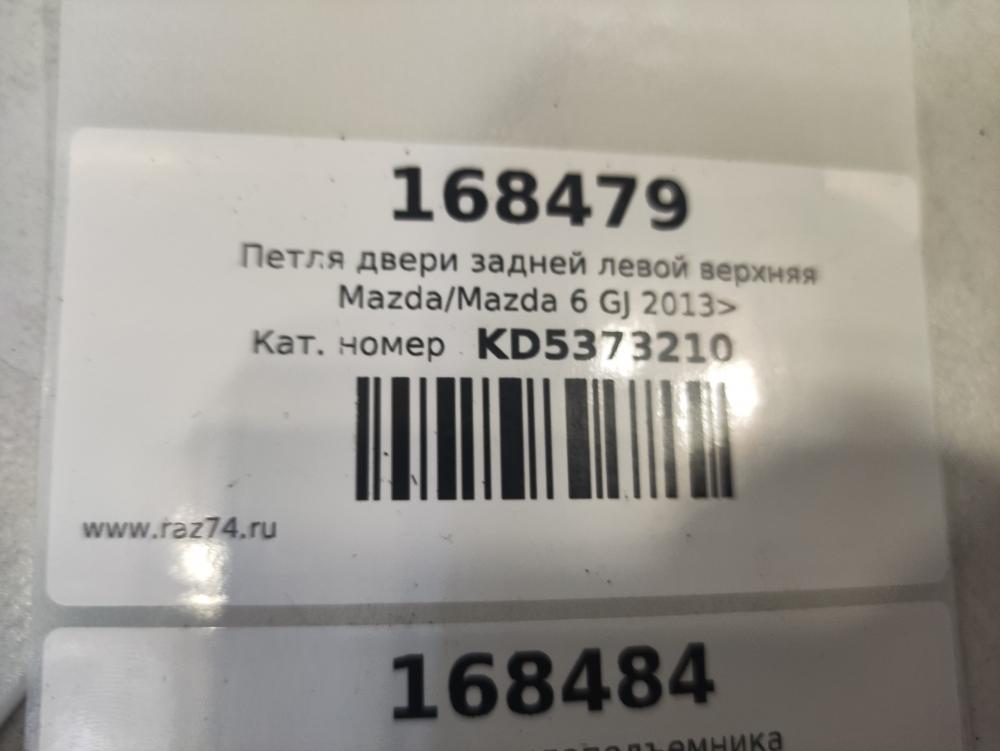 168479
Петля двери задней левой верхняя
Mazda/Mazda 6 GJ 2013>
Кат. номер KD5373210
www.raz74.ru
168484